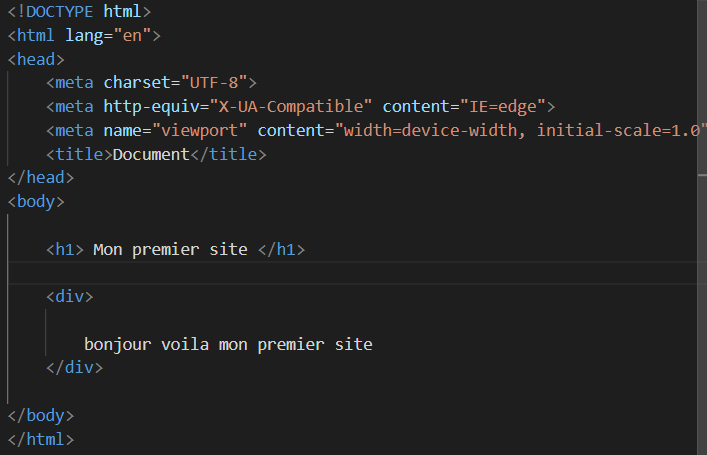 <!DOCTYPE html>
<html lang="en">
<head>
    <meta charset="UTF-8">
    <meta http-equiv="X-UA-Compatible" content="IE=edge">
    <meta name="viewport" content="width=device-width, initial-scale=1.0"
    <title>Document</title>
</head>
<body>

    <h1> Mon premier site </h1>

    <div>

        bonjour voila mon premier site
    </div>

</body>
</html>